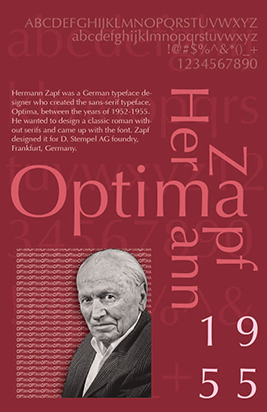 ABCDEFGHIJKLMNOPQRSTUVWXYZ
abcdefghijklmnopqrstuvwxyz
!@#$%^&*()_+
1234567890
Hermann Zapf was a German typeface de-
signer who created the sans-serif typeface,
Optima, between the years of 1952-1955.
He wanted to design a classic roman with-
out serifs and came up with the font. Zapf
designed it for D. Stempel AG foundry,
Frankfurt, Germany.
Hermann
Zapf
Optima
19
55